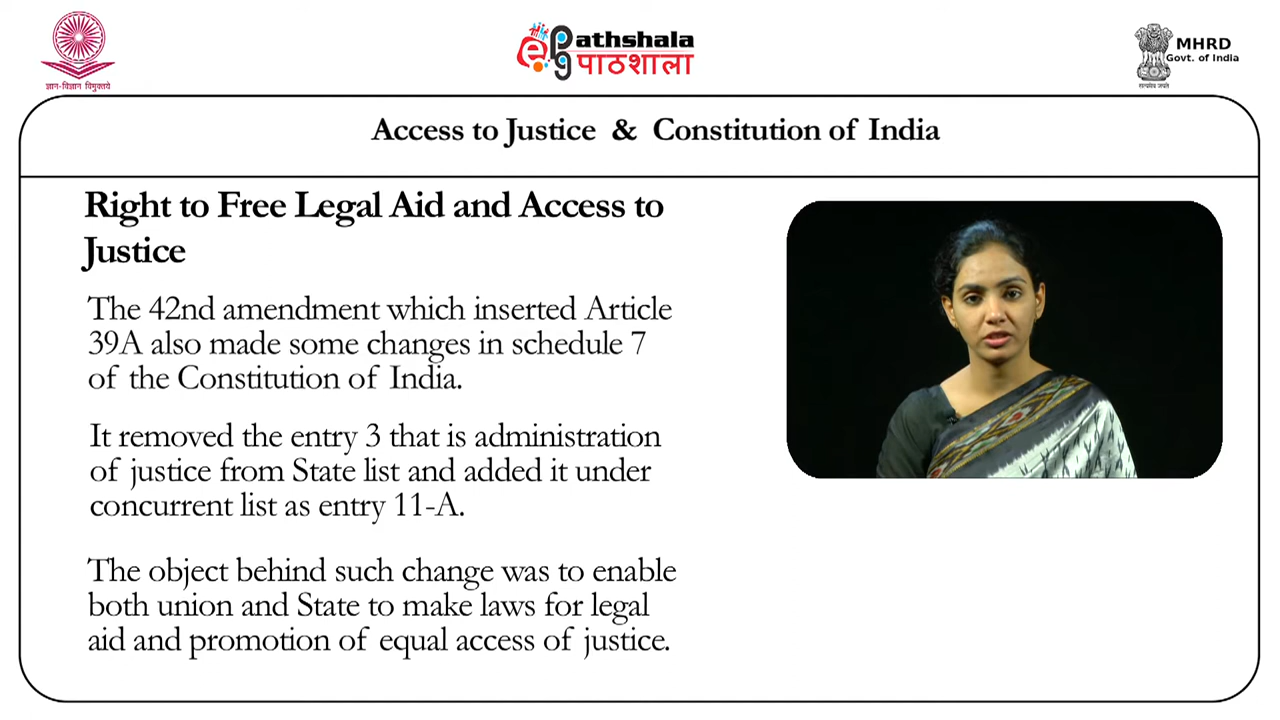 ज्ञान-विज्ञान विमुक्तये
ePG Pathshala
पाठशाला
MHRD
Govt. of India
सत्यमेव जयते
Access to Justice & Constitution of India
Right to Free Legal Aid and Access to
Justice
The 42nd amendment which inserted Article
39A also made some changes in schedule 7
of the Constitution of India.
It removed the entry 3 that is administration
of justice from State list and added it under
concurrent list as entry 11-A.
The object behind such change was to enable
both union and State to make laws for legal
aid and promotion of equal access of justice.